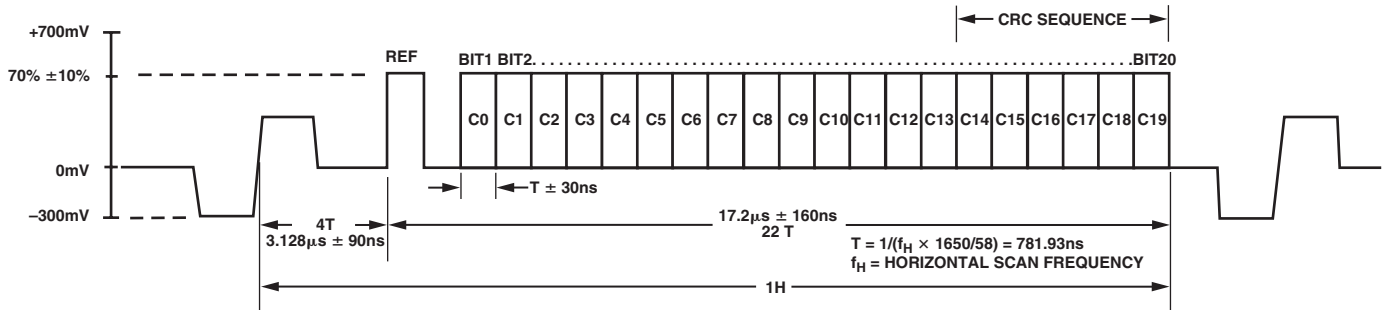 CRC SEQUENCE
+700mV
REF
BIT1 BIT2. . . . . . . . . . . . . . . . . . . . . . . . . . . . . . . . . . . . . . . . . . . . . . . . . . . . . . . . . . . .BIT20
70% ±10%
C0 C1 C2 C3 C4 C5 C6 C7 C8 C9 C10 C11 C12 C13 C14 C15 C16 C17 C18 C19
0mV
T ± 30ns
–300mV
4T
3.128μs ± 90ns
17.2μs ± 160ns
22 T
T = 1/(fH × 1650/58) = 781.93ns
fH = HORIZONTAL SCAN FREQUENCY
1H